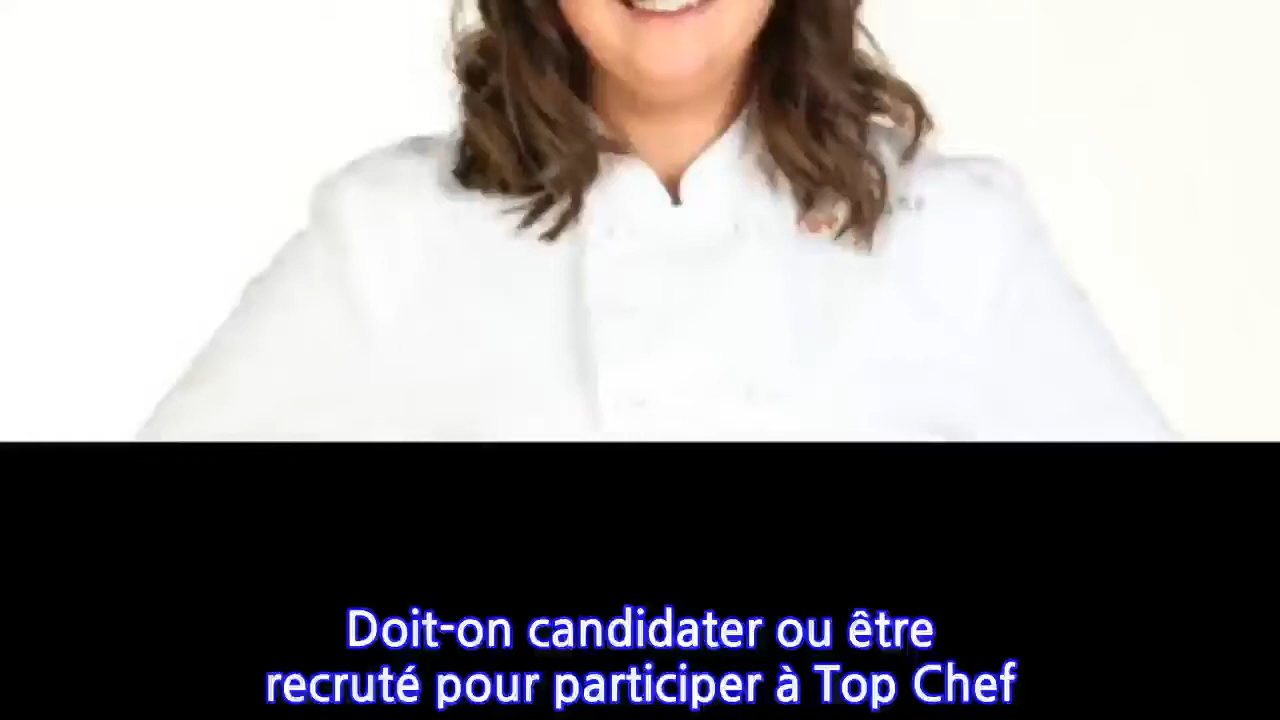 Doit-on candidater ou être
recruté pour participer à Top Chef